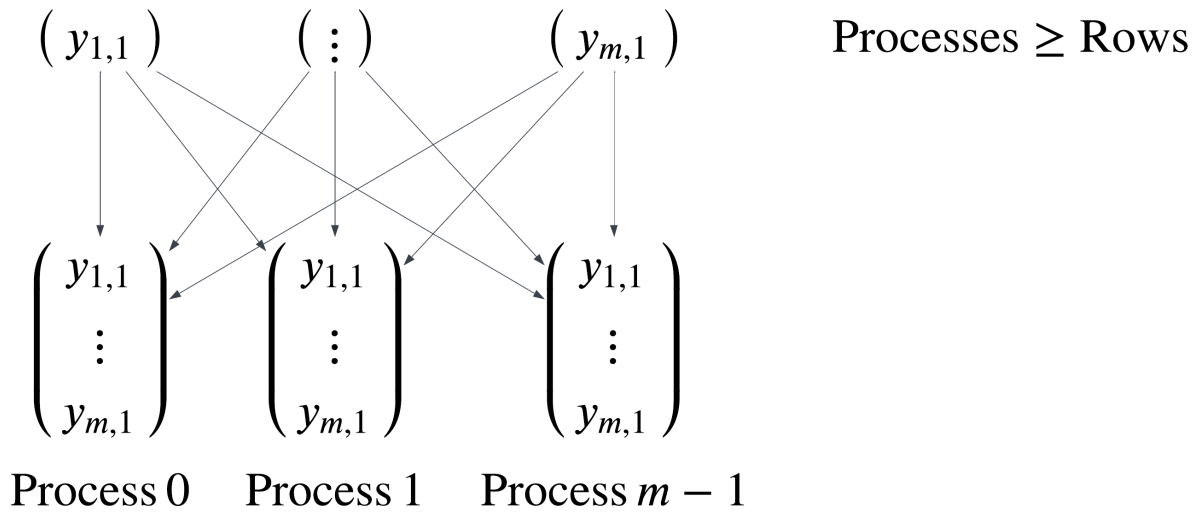 ( y1,1 ) ( ⋮ ) ( ym,1 ) Processes ≥ Rows
y1,1 y1,1 y1,1
⋮ ⋮ ⋮
ym,1 ym,1 ym,1
Process 0 Process 1 Process m − 1